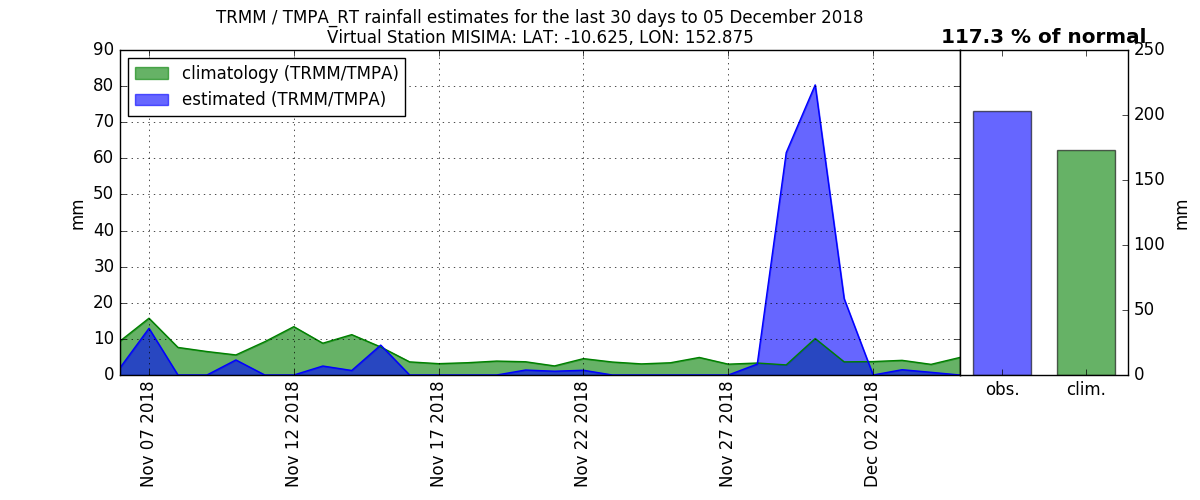 TRMM / TMPA_RT rainfall estimates for the last 30 days to 05 December 2018
Virtual Station MISIMA: LAT: -10.625, LON: 152.875
117.3 % of normal
climatology (TRMM/TMPA)
estimated (TRMM/TMPA)
mm
90
80
70
60
50
40
30
20
10
0
Nov 07 2018
Nov 12 2018
Nov 17 2018
Nov 22 2018
Nov 27 2018
Dec 02 2018
250
200
150
100
50
0
mm
obs.
clim.